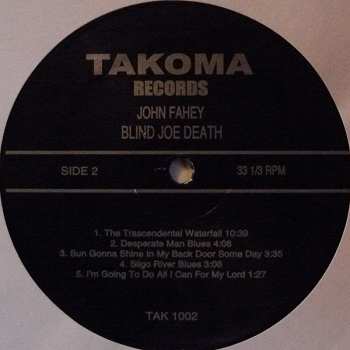 TAKOMA
RECORDS
JOHN FAHEY
BLIND JOE DEATH
SIDE 2
33 1/3 RPM
1. The Trascendental Waterfall 10:39
2. Desperate Man Blues 4:08
3. Sun Gonna Shine In My Back Door Some Day 3:35
4. Sligo River Blues 3:08
5. I'm Going To Do All I Can For My Lord 1:27
TAK 1002